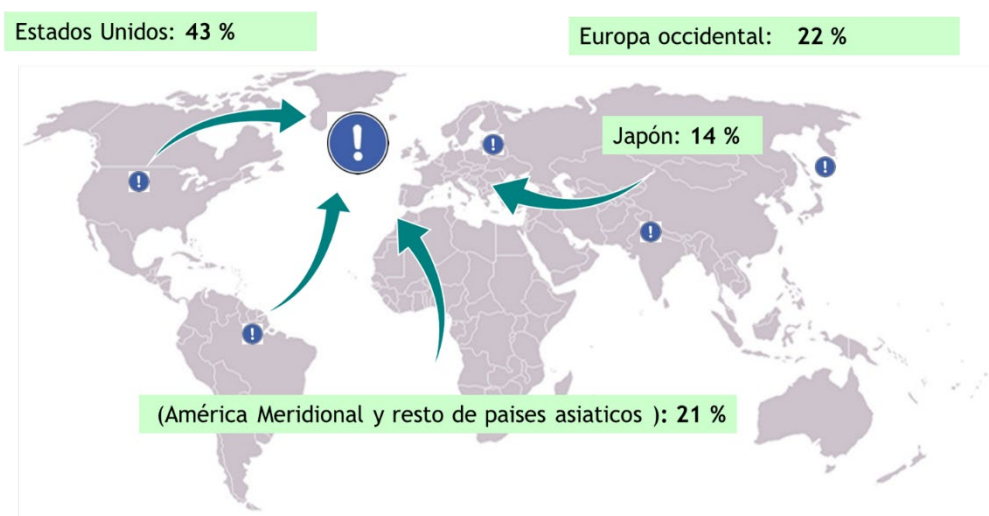 Estados Unidos: 43 %
Europa occidental: 22 %
Japón: 14 %
(América Meridional y resto de paises asiaticos ): 21 %